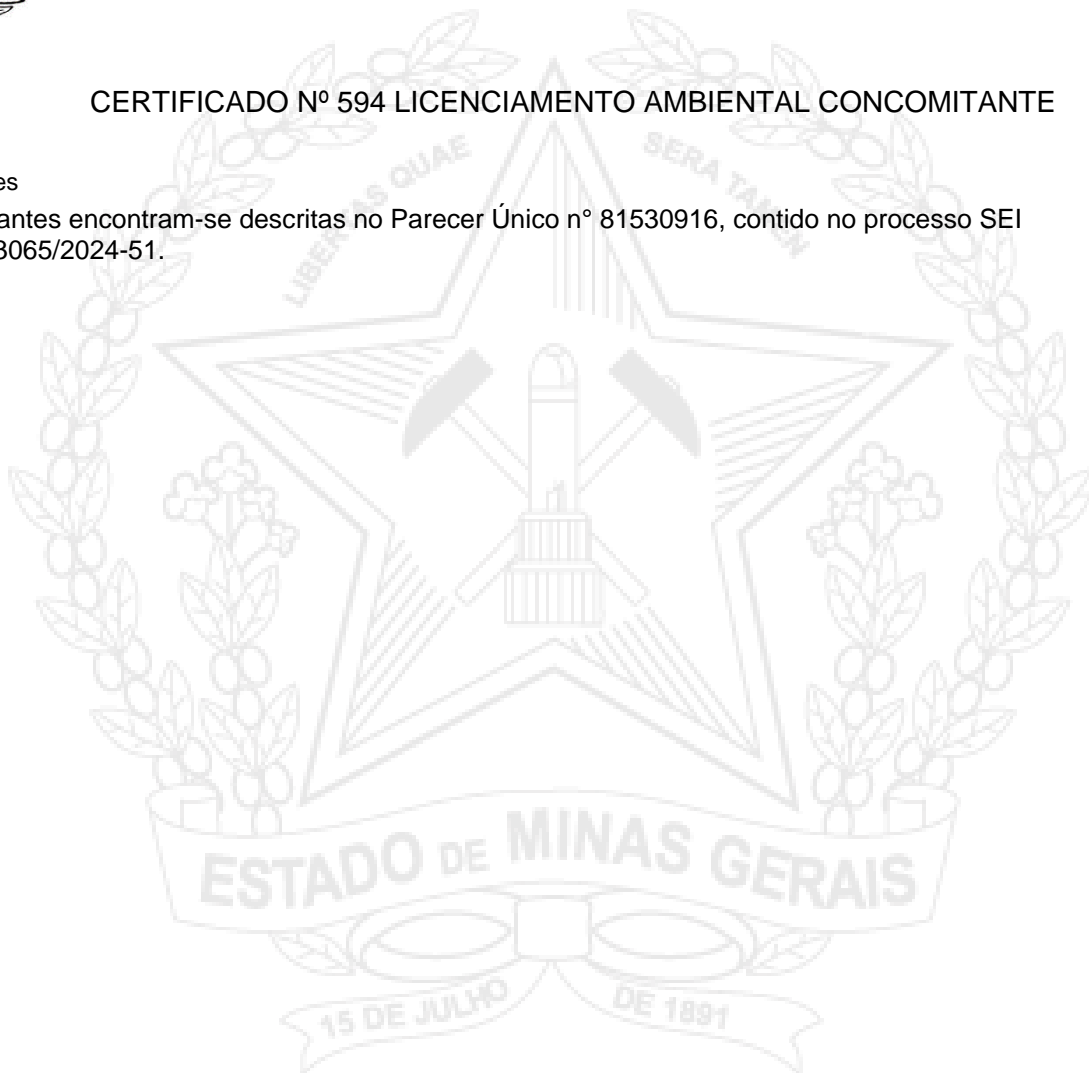 CERTIFICADO Nº 594 LICENCIAMENTO AMBIENTAL CONCOMITANTE
es
antes encontram-se descritas no Parecer Único n° 81530916, contido no processo SEI
3065/2024-51.
LIBERTAS QUAE SERA TAMEN
ESTADO DE MINAS GERAIS
15 DE JULHO DE 1891